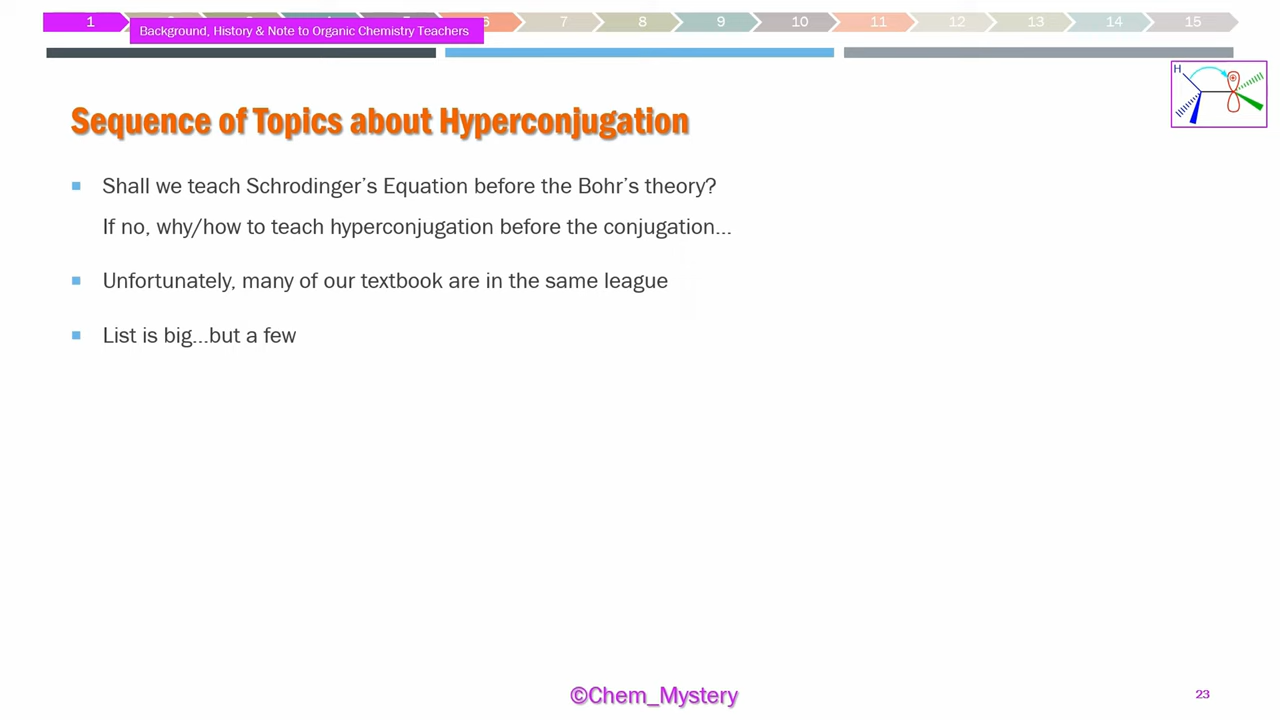 1 6 7 8 9 10 11 12 13 14 15
Background, History & Note to Organic Chemistry Teachers
H
Sequence of Topics about Hyperconjugation
Shall we teach Schrodinger's Equation before the Bohr's theory?
If no, why/how to teach hyperconjugation before the conjugation...
Unfortunately, many of our textbook are in the same league
List is big...but a few
©Chem_Mystery
23